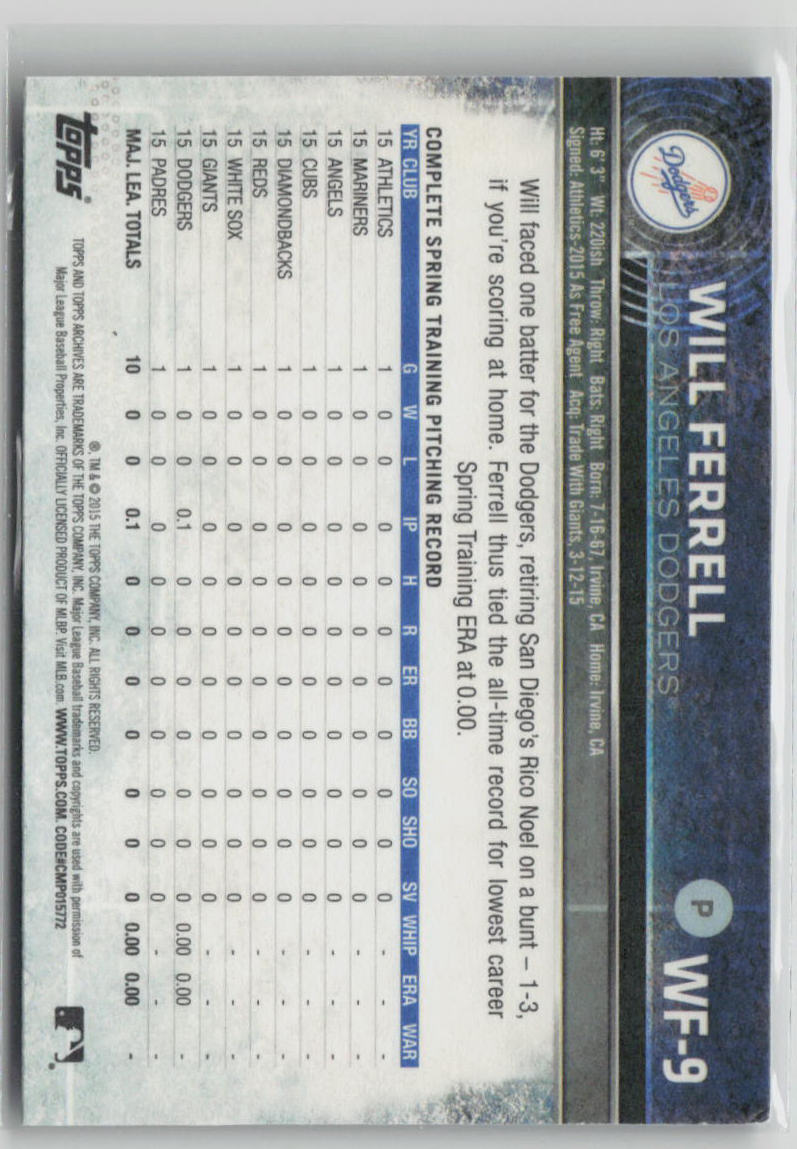 Dodgers
WILL FERRELL
LOS ANGELES DODGERS®
P
WF-9
Ht: 6' 3" Wt: 220ish Throw: Right Bats: Right Born: 7-16-67, Irvine, CA Home: Irvine, CA
Signed: Athletics-2015 As Free Agent Acq: Trade With Giants, 3-12-15
Will faced one batter for the Dodgers, retiring San Diego's Rico Noel on a bunt – 1-3,
if you're scoring at home. Ferrell thus tied the all-time record for lowest career
Spring Training ERA at 0.00.
COMPLETE SPRING TRAINING PITCHING RECORD
YR CLUB G W L IP H R ER BB SO SHO SV WHIP ERA WAR
15 ATHLETICS 1 0 0 0 0 0 0 0 0 0 0 - - -
15 MARINERS 1 0 0 0 0 0 0 0 0 0 0 - - -
15 ANGELS 1 0 0 0 0 0 0 0 0 0 0 - - -
15 CUBS 1 0 0 0 0 0 0 0 0 0 0 - - -
15 DIAMONDBACKS 1 0 0 0 0 0 0 0 0 0 0 - - -
15 REDS 1 0 0 0 0 0 0 0 0 0 0 - - -
15 WHITE SOX 1 0 0 0 0 0 0 0 0 0 0 - - -
15 GIANTS 1 0 0 0 0 0 0 0 0 0 0 - - -
15 DODGERS 1 0 0 0.1 0 0 0 0 0 0 0 0.00 0.00 -
15 PADRES 1 0 0 0 0 0 0 0 0 0 0 - - -
MAJ. LEA. TOTALS 10 0 0 0.1 0 0 0 0 0 0 0 0.00 0.00 -
topps®
®, TM & © 2015 THE TOPPS COMPANY, INC. ALL RIGHTS RESERVED.
TOPPS AND TOPPS ARCHIVES ARE TRADEMARKS OF THE TOPPS COMPANY, INC. Major League Baseball trademarks and copyrights are used with permission of
Major League Baseball Properties, Inc. OFFICIALLY LICENSED PRODUCT OF MLBP. Visit MLB.com. WWW.TOPPS.COM. CODE#CMP015772